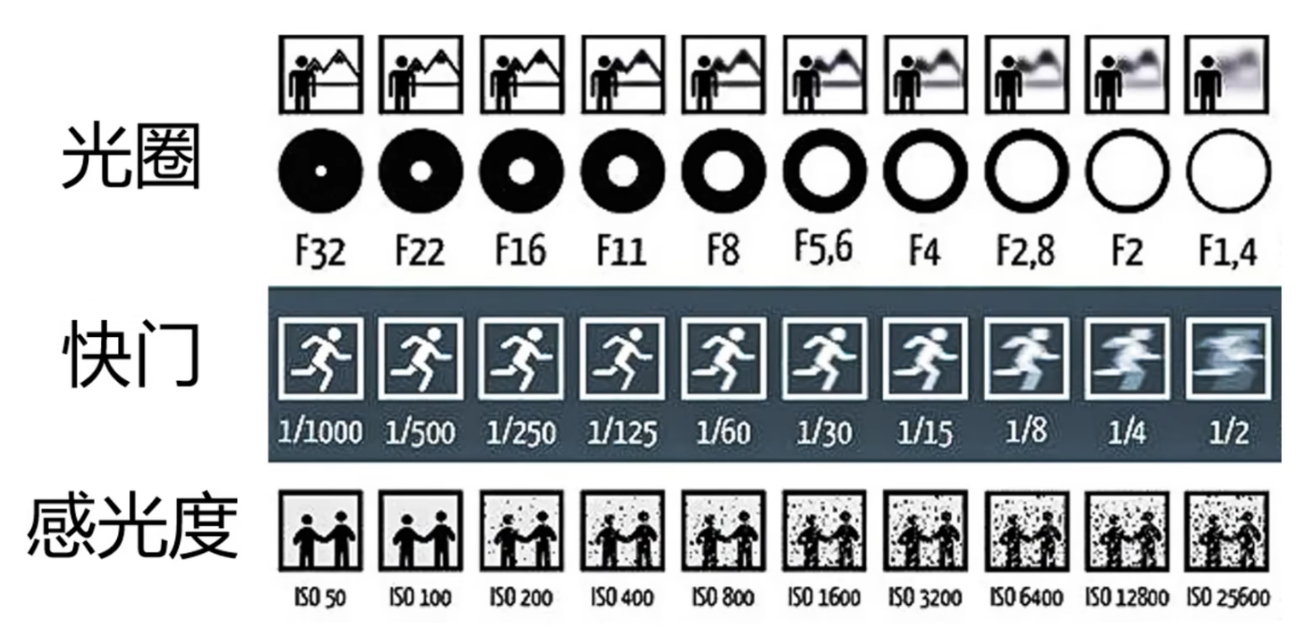 光圈
F32 F22 F16 F11 F8 F5,6 F4 F2,8 F2 F1,4
快门
1/1000 1/500 1/250 1/125 1/60 1/30 1/15 1/8 1/4 1/2
感光度
ISO 50 ISO 100 ISO 200 ISO 400 ISO 800 ISO 1600 ISO 3200 ISO 6400 ISO 12800 ISO 25600